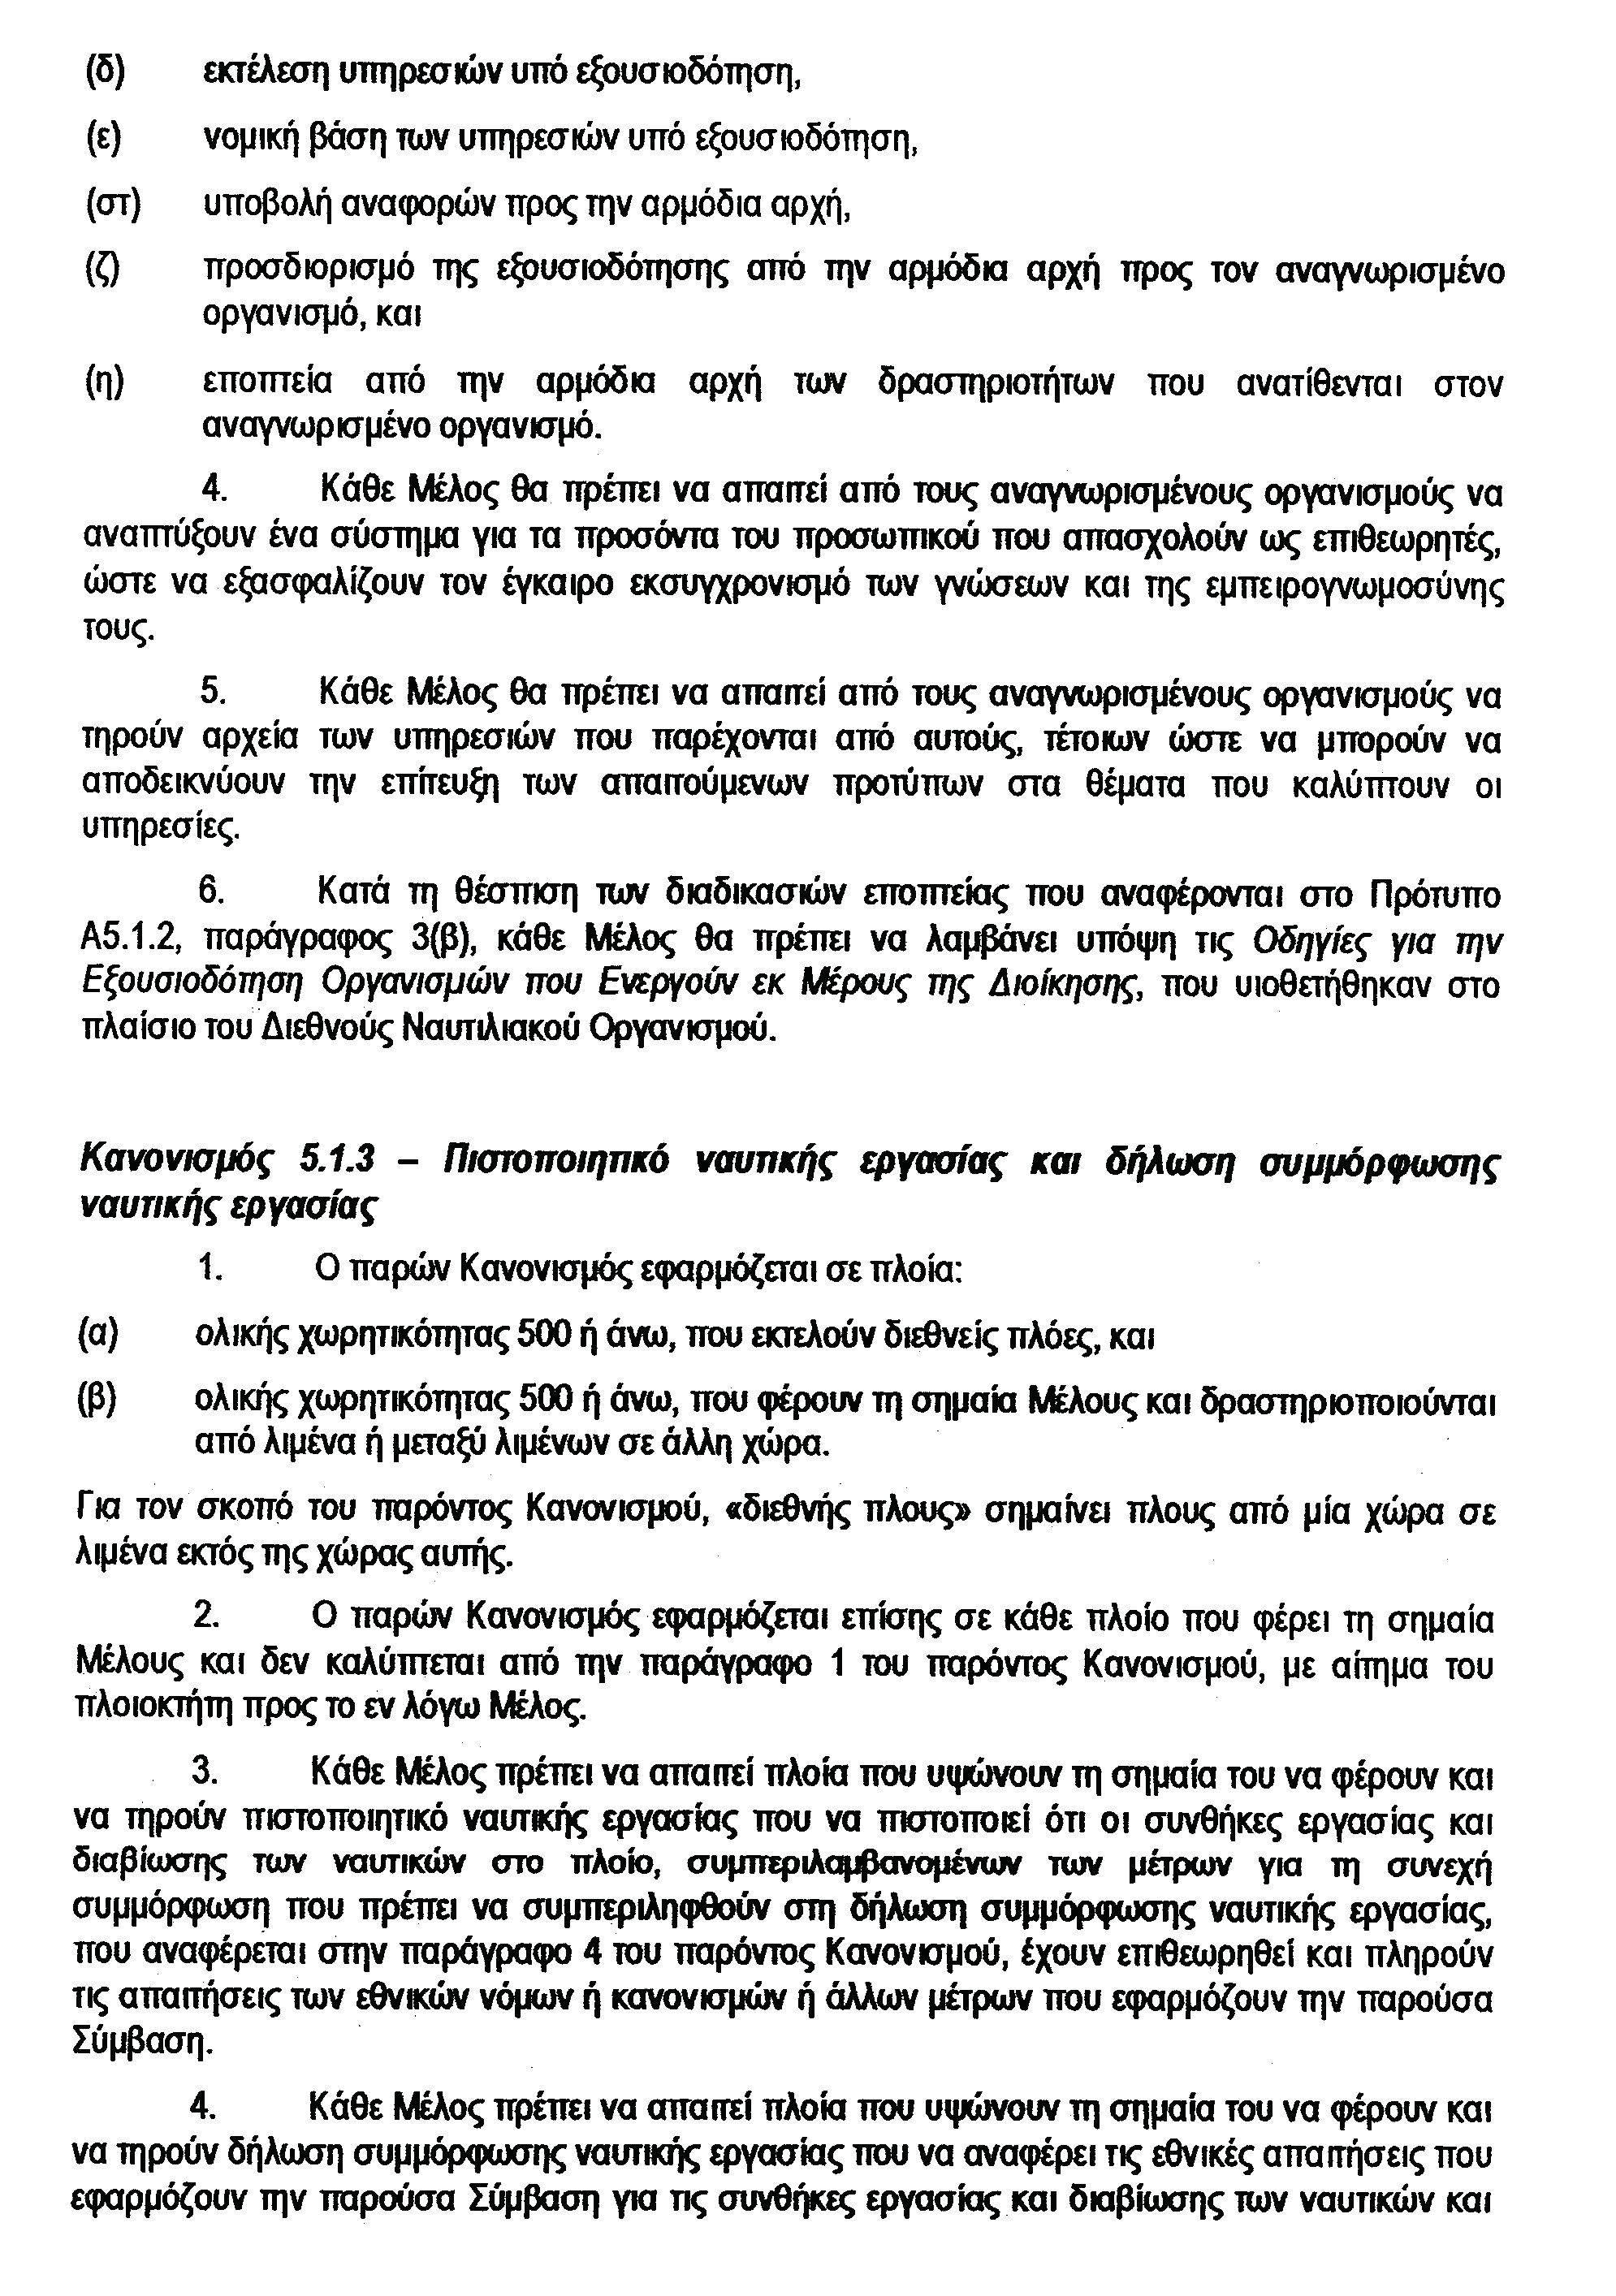 (δ) εκτέλεση υπηρεσιών υπό εξουσιοδότηση,
(ε) νομική βάση των υπηρεσιών υπό εξουσιοδότηση,
(στ) υποβολή αναφορών προς την αρμόδια αρχή,
(ζ) προσδιορισμό της εξουσιοδότησης από την αρμόδια αρχή προς τον αναγνωρισμένο
οργανισμό, και
(η) εποπτεία από την αρμόδια αρχή των δραστηριοτήτων που ανατίθενται στον
αναγνωρισμένο οργανισμό.
4. Κάθε Μέλος θα πρέπει να απαιτεί από τους αναγνωρισμένους οργανισμούς να
αναπτύξουν ένα σύστημα για τα προσόντα του προσωπικού που απασχολούν ως επιθεωρητές,
ώστε να εξασφαλίζουν τον έγκαιρο εκσυγχρονισμό των γνώσεων και της εμπειρογνωμοσύνης
τους.
5. Κάθε Μέλος θα πρέπει να απαιτεί από τους αναγνωρισμένους οργανισμούς να
τηρούν αρχεία των υπηρεσιών που παρέχονται από αυτούς, τέτοιων ώστε να μπορούν να
αποδεικνύουν την επίτευξη των απαιτούμενων προτύπων στα θέματα που καλύπτουν οι
υπηρεσίες.
6. Κατά τη θέσπιση των διαδικασιών εποπτείας που αναφέρονται στο Πρότυπο
Α5.1.2, παράγραφος 3(β), κάθε Μέλος θα πρέπει να λαμβάνει υπόψη τις Οδηγίες για την
Εξουσιοδότηση Οργανισμών που Ενεργούν εκ Μέρους της Διοίκησης, που υιοθετήθηκαν στο
πλαίσιο του Διεθνούς Ναυτιλιακού Οργανισμού.
Κανονισμός 5.1.3 – Πιστοποιητικό ναυτικής εργασίας και δήλωση συμμόρφωσης
ναυτικής εργασίας
1. Ο παρών Κανονισμός εφαρμόζεται σε πλοία:
(α) ολικής χωρητικότητας 500 ή άνω, που εκτελούν διεθνείς πλόες, και
(β) ολικής χωρητικότητας 500 ή άνω, που φέρουν τη σημαία Μέλους και δραστηριοποιούνται
από λιμένα ή μεταξύ λιμένων σε άλλη χώρα.
Για τον σκοπό του παρόντος Κανονισμού, «διεθνής πλους» σημαίνει πλους από μία χώρα σε
λιμένα εκτός της χώρας αυτής.
2. Ο παρών Κανονισμός εφαρμόζεται επίσης σε κάθε πλοίο που φέρει τη σημαία
Μέλους και δεν καλύπτεται από την παράγραφο 1 του παρόντος Κανονισμού, με αίτημα του
πλοιοκτήτη προς το εν λόγω Μέλος.
3. Κάθε Μέλος πρέπει να απαιτεί πλοία που υψώνουν τη σημαία του να φέρουν και
να τηρούν πιστοποιητικό ναυτικής εργασίας που να πιστοποιεί ότι οι συνθήκες εργασίας και
διαβίωσης των ναυτικών στο πλοίο, συμπεριλαμβανομένων των μέτρων για τη συνεχή
συμμόρφωση που πρέπει να συμπεριληφθούν στη δήλωση συμμόρφωσης ναυτικής εργασίας,
που αναφέρεται στην παράγραφο 4 του παρόντος Κανονισμού, έχουν επιθεωρηθεί και πληρούν
τις απαιτήσεις των εθνικών νόμων ή κανονισμών ή άλλων μέτρων που εφαρμόζουν την παρούσα
Σύμβαση.
4. Κάθε Μέλος πρέπει να απαιτεί πλοία που υψώνουν τη σημαία του να φέρουν και
να τηρούν δήλωση συμμόρφωσης ναυτικής εργασίας που να αναφέρει τις εθνικές απαιτήσεις που
εφαρμόζουν την παρούσα Σύμβαση για τις συνθήκες εργασίας και διαβίωσης των ναυτικών και